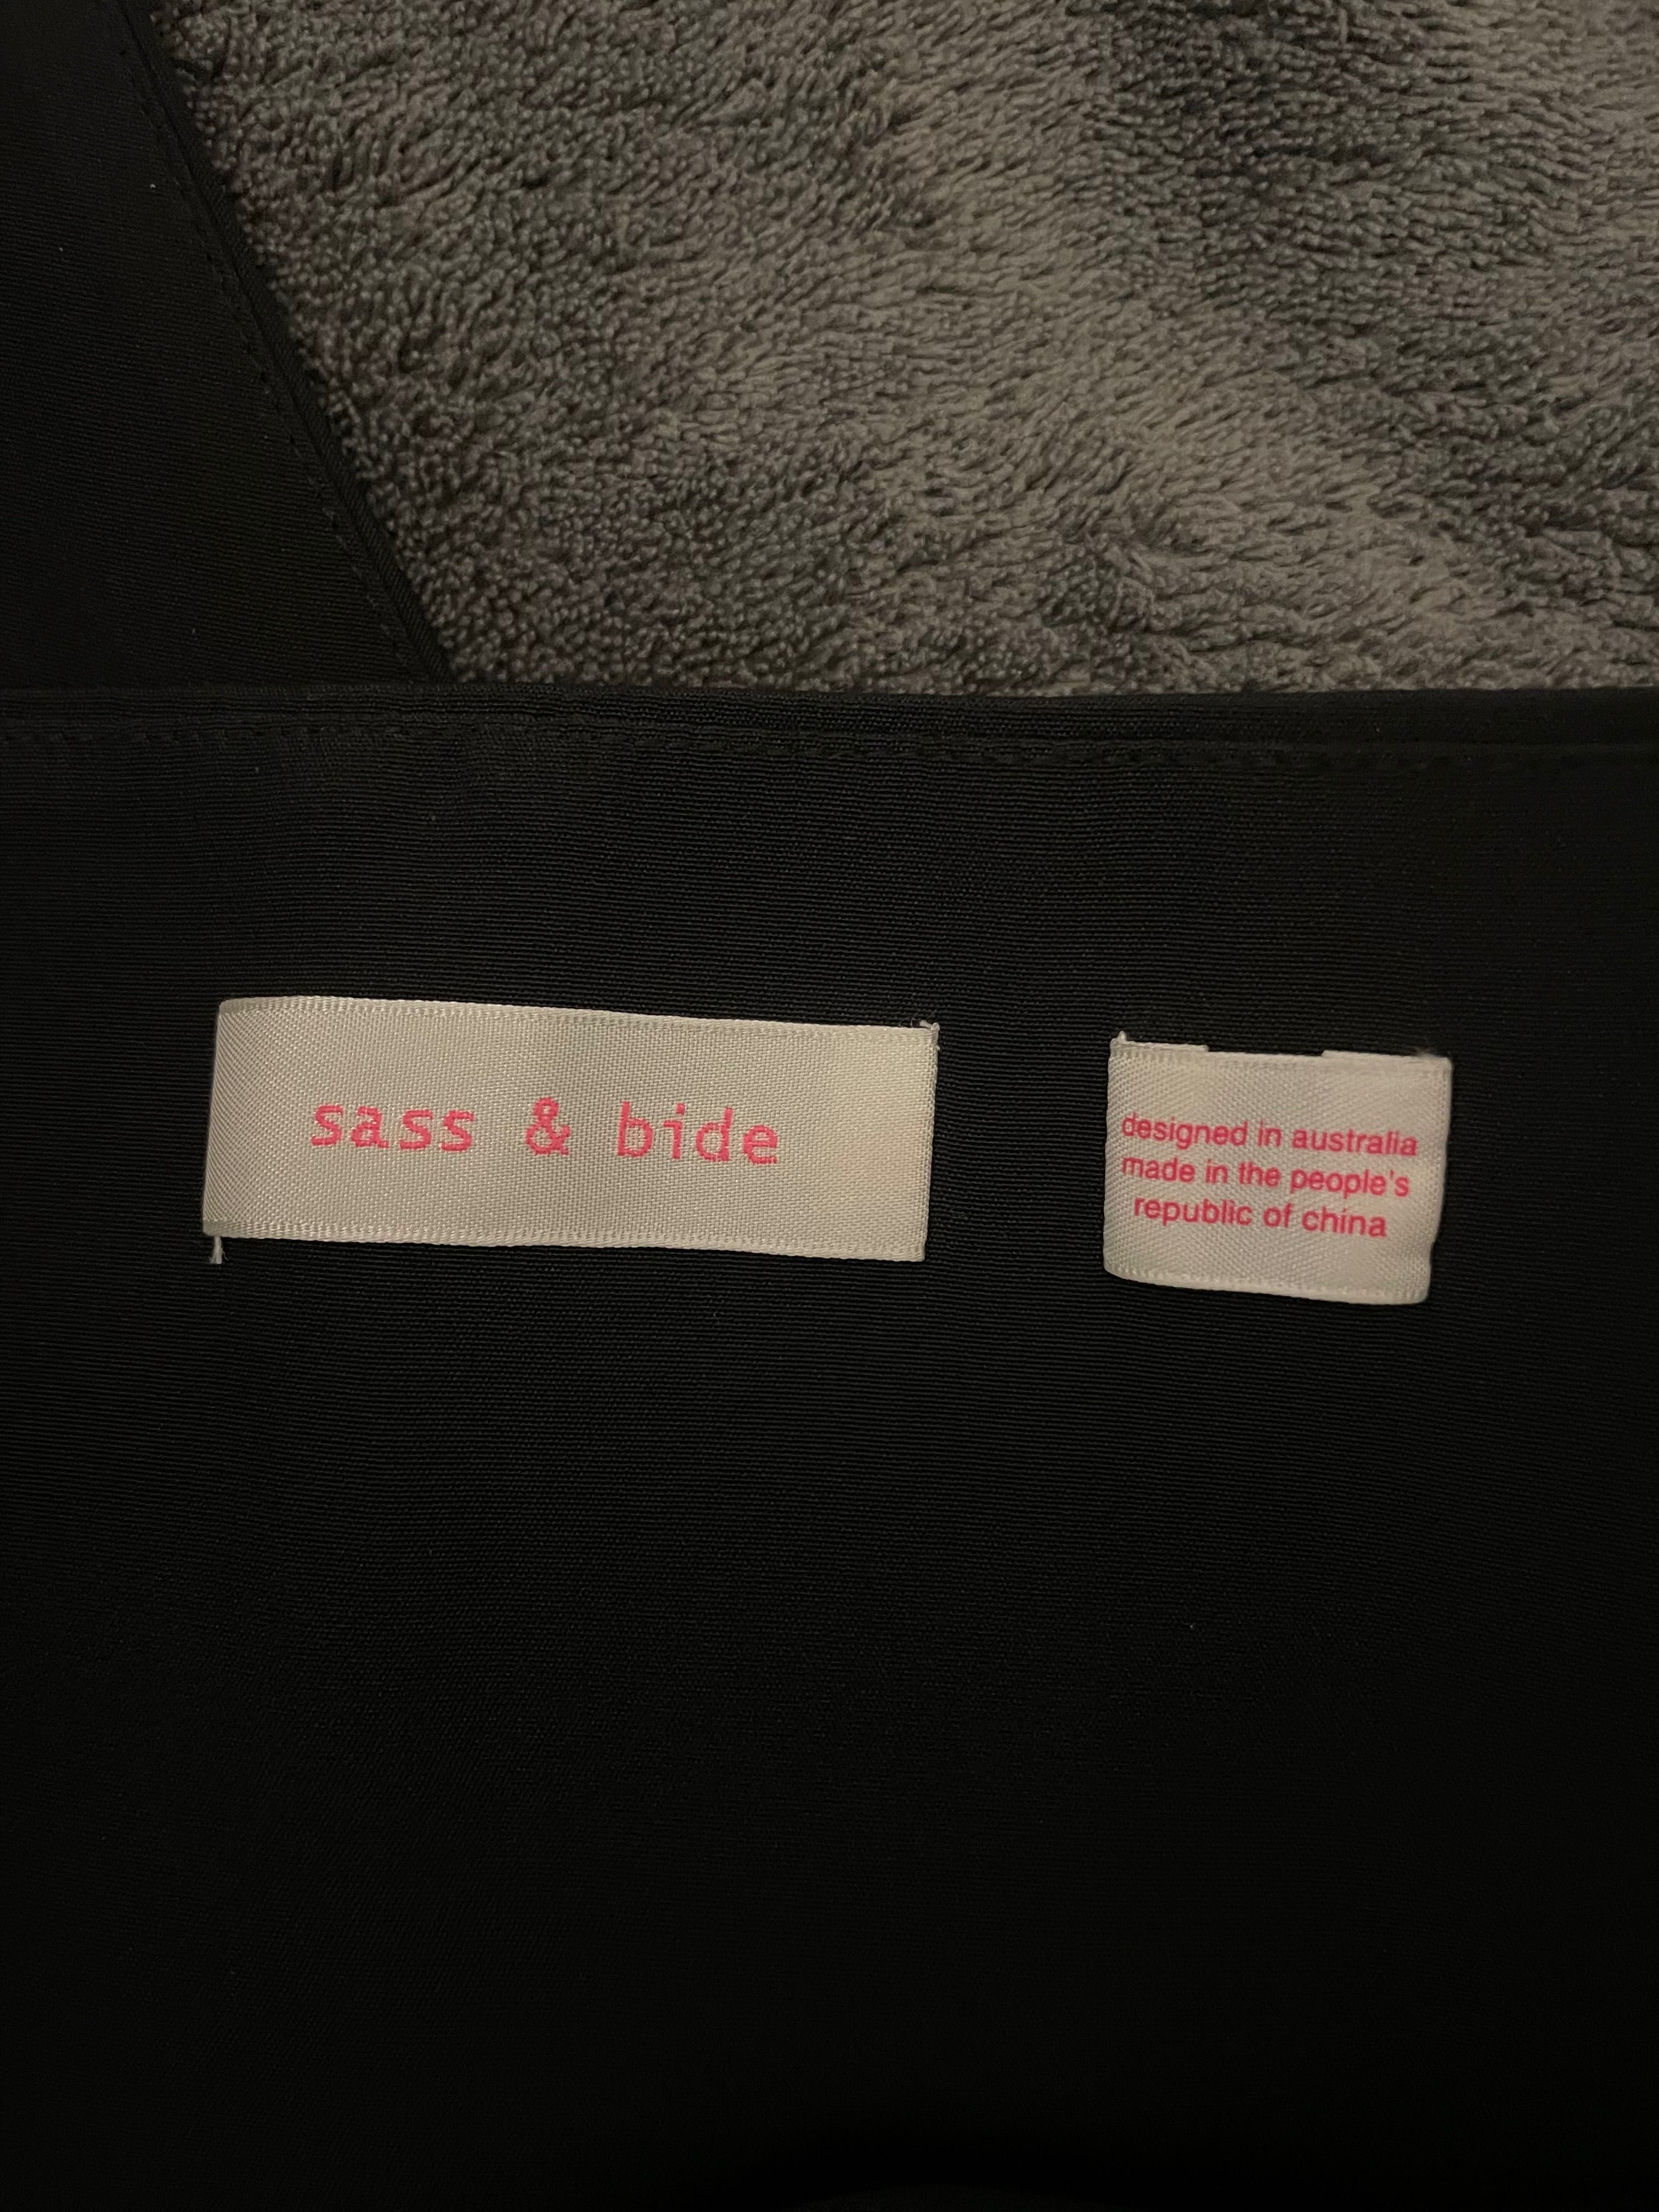 sass & bide
designed in australia
made in the people's
republic of china